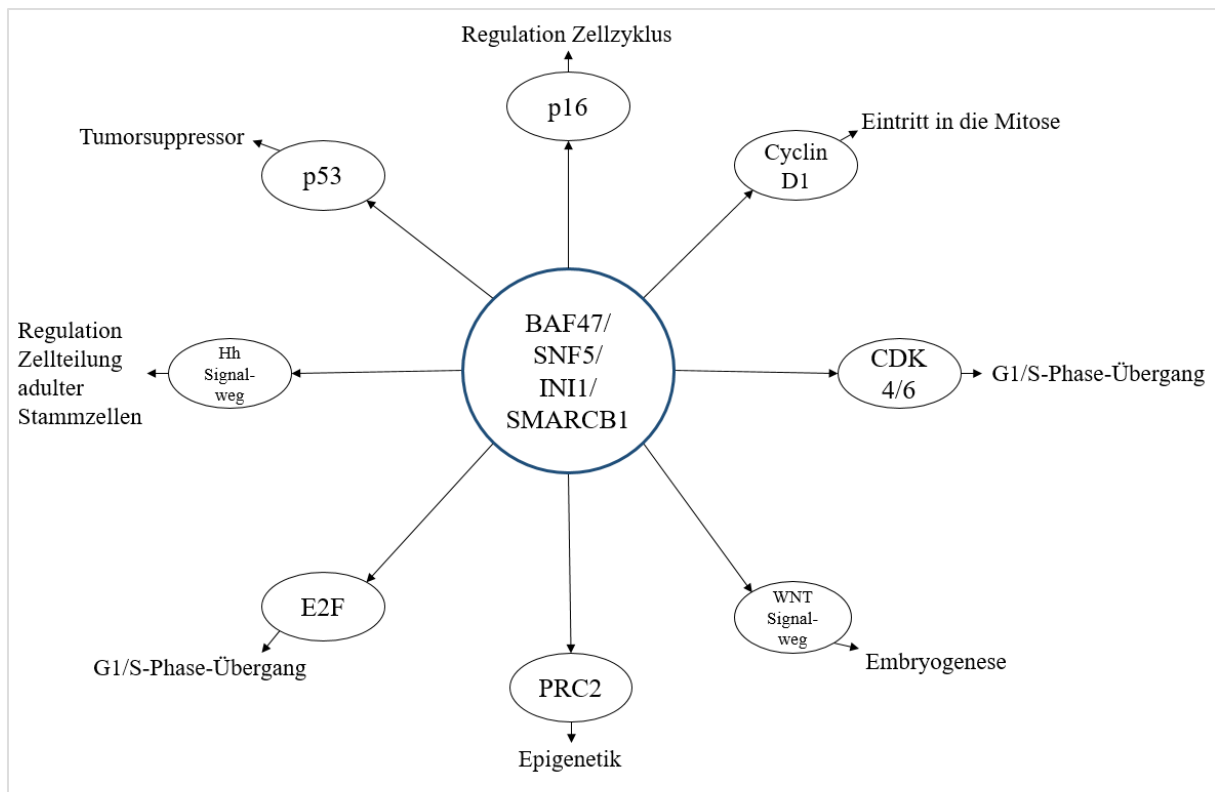 Regulation Zellzyklus
p16
Eintritt in die Mitose
Cyclin
D1
Tumorsuppressor
p53
BAF47/
SNF5/
INI1/
SMARCB1
Regulation
Zellteilung
adulter
Stammzellen
Hh
Signal-
weg
CDK
4/6
G1/S-Phase-Übergang
E2F
G1/S-Phase-Übergang
WNT
Signal-
weg
Embryogenese
PRC2
Epigenetik